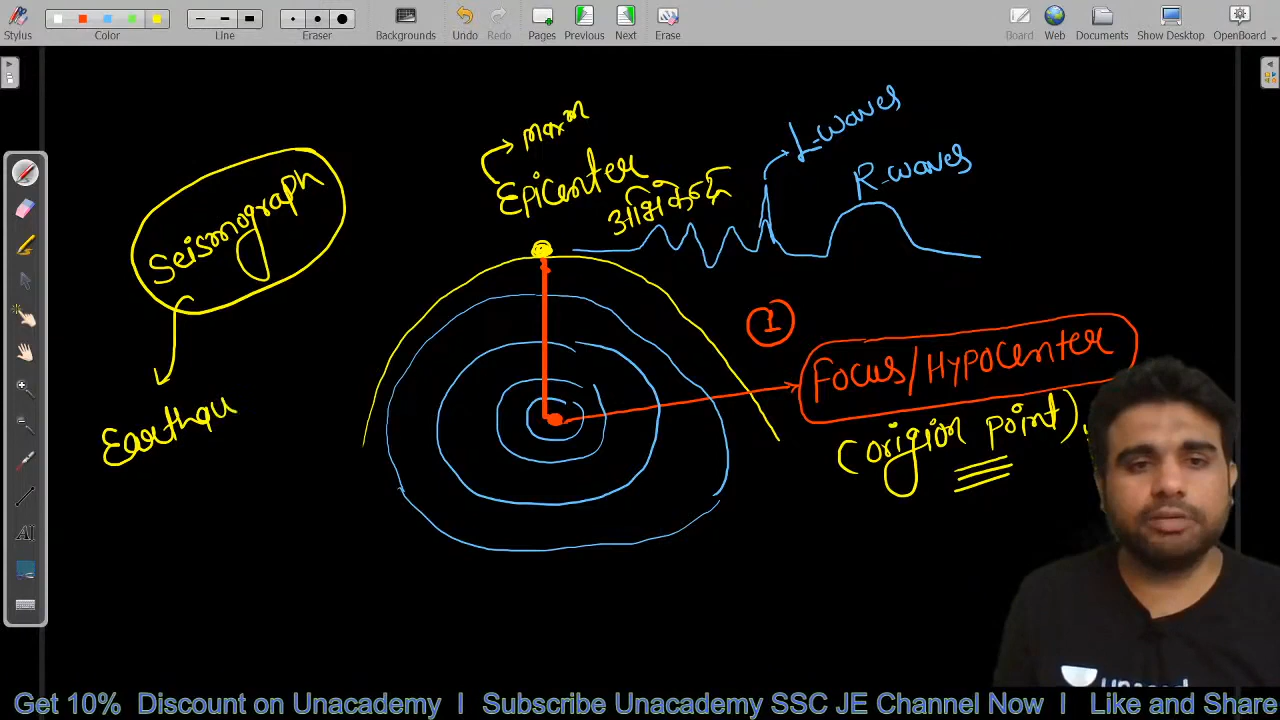 Stylus
Color
Line
Eraser
Backgrounds
Undo
Redo
Pages
Previous
Next
Erase
Board
Web
Documents
Show Desktop
OpenBoard
maxm
Epicenter
L-waves
R-waves
Seismograph
1
Focus/Hypocenter
(origion point).
Earthqu
Get 10% Discount on Unacademy I Subscribe Unacademy SSC JE Channel Now I Like and Share